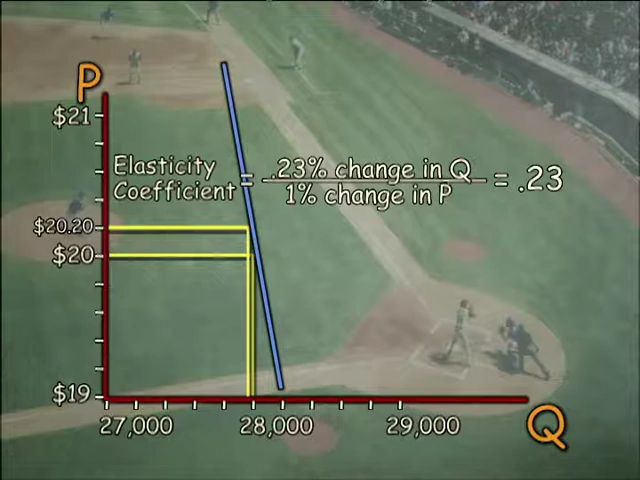 P
$21
Elasticity
Coefficient
= .23% change in Q
1% change in P
= .23
$20.20
$20
$19
27,000 28,000 29,000
Q